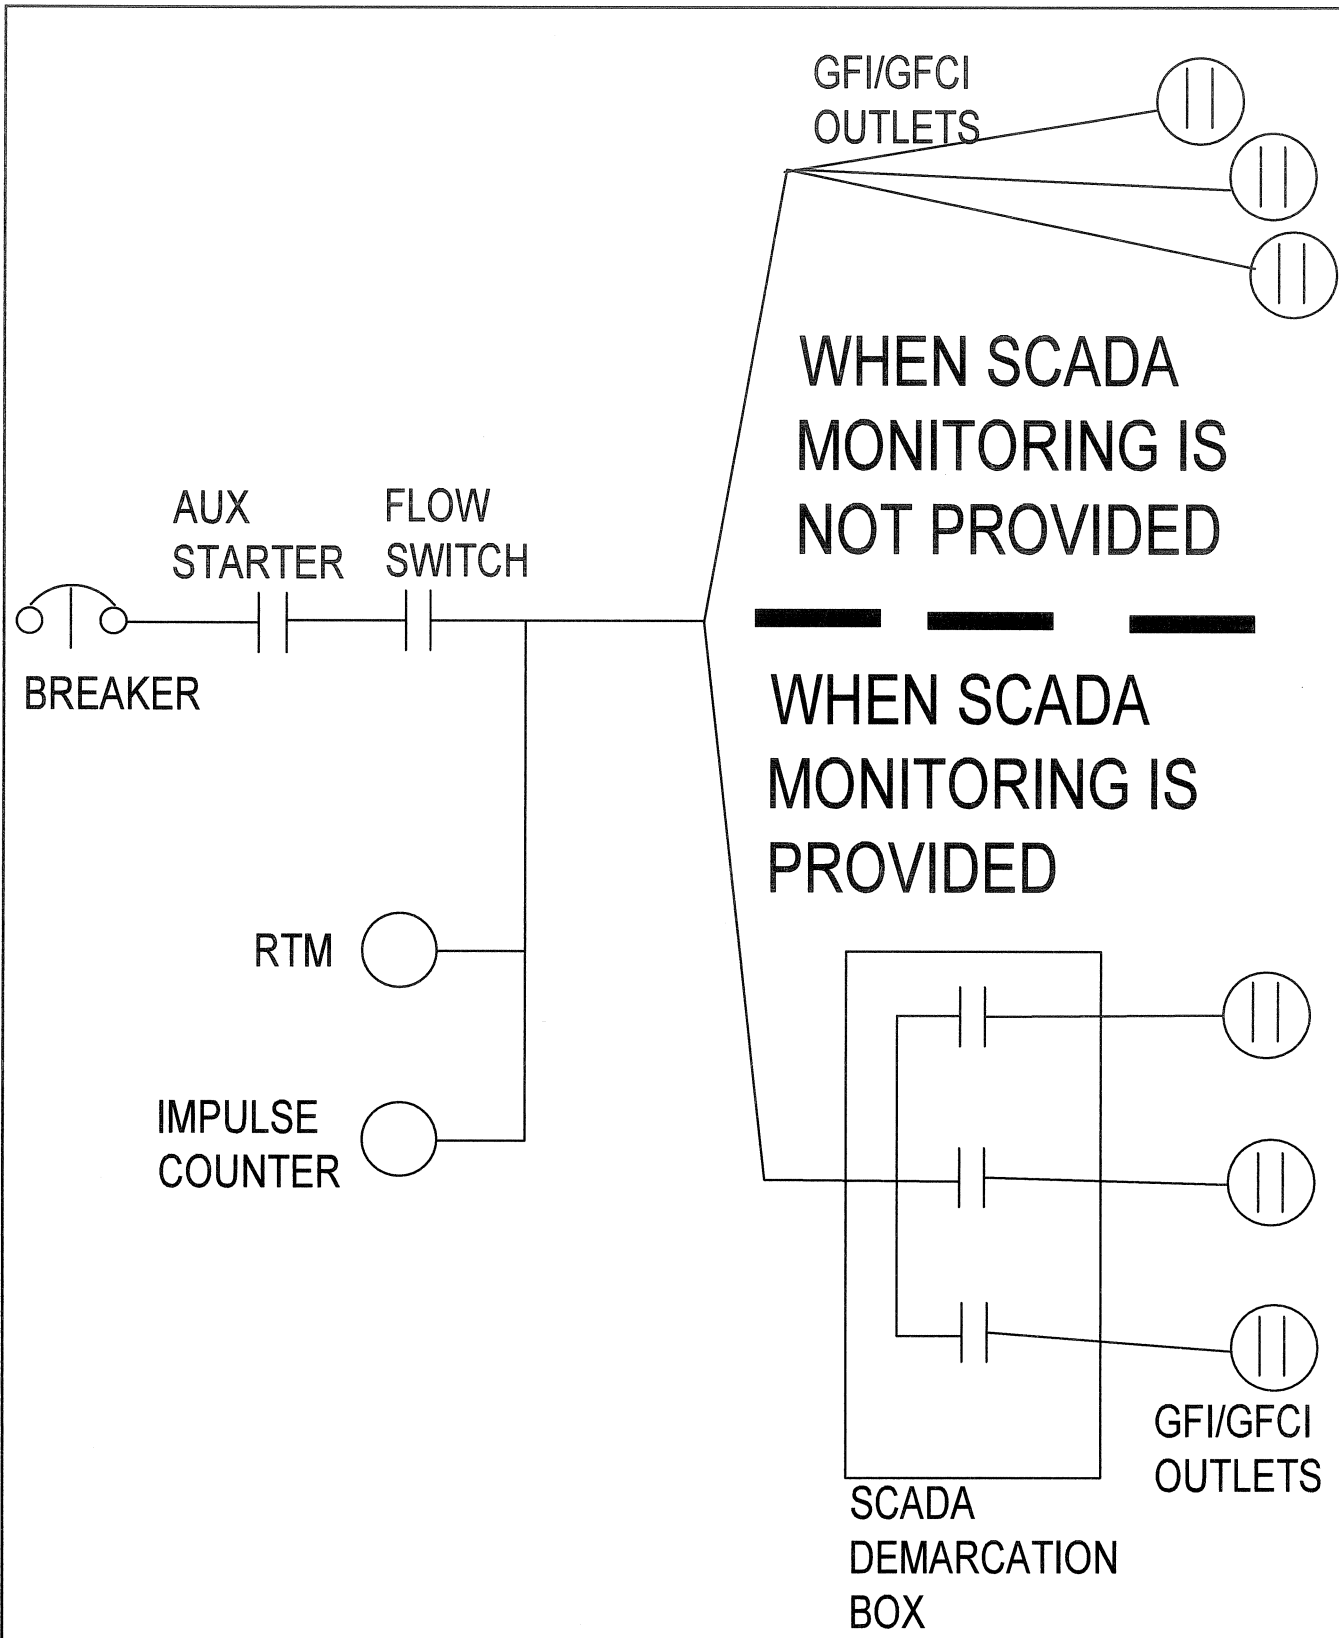 GFI/GFCI
OUTLETS
WHEN SCADA
MONITORING IS
NOT PROVIDED
AUX
STARTER
FLOW
SWITCH
BREAKER
WHEN SCADA
MONITORING IS
PROVIDED
RTM
IMPULSE
COUNTER
GFI/GFCI
OUTLETS
SCADA
DEMARCATION
BOX